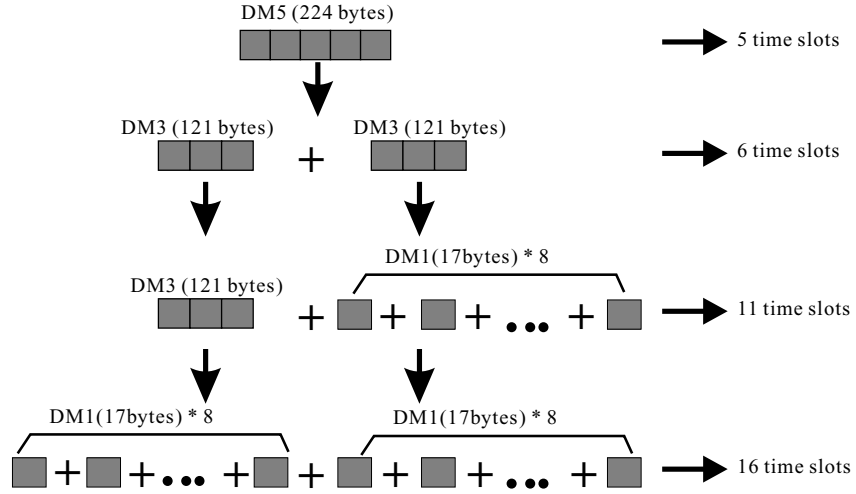 DM5 (224 bytes)
5 time slots
DM3 (121 bytes)
DM3 (121 bytes)
+
6 time slots
DM1(17bytes) * 8
DM3 (121 bytes)
+ + + ••• +
11 time slots
DM1(17bytes) * 8
DM1(17bytes) * 8
+ + ••• + + + + ••• +
16 time slots